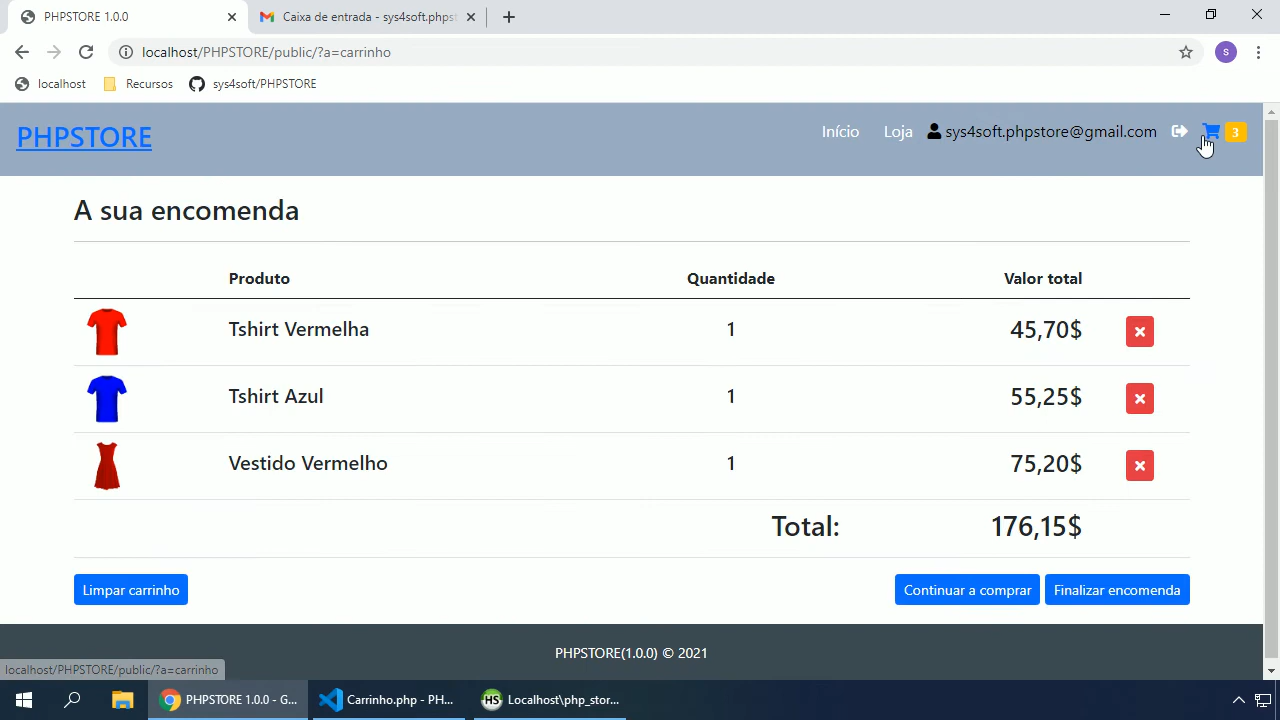 PHPSTORE 1.0.0
Caixa de entrada - sys4soft.phpst
localhost/PHPSTORE/public/?a=carrinho
s
localhost
Recursos
sys4soft/PHPSTORE
PHPSTORE
Início
Loja
sys4soft.phpstore@gmail.com
3
A sua encomenda
Produto
Quantidade
Valor total
Tshirt Vermelha
1
45,70$
Tshirt Azul
1
55,25$
Vestido Vermelho
1
75,20$
Total:
176,15$
Limpar carrinho
Continuar a comprar
Finalizar encomenda
PHPSTORE(1.0.0) © 2021
localhost/PHPSTORE/public/?a=carrinho
PHPSTORE 1.0.0 - G...
Carrinho.php - PH...
HS
Localhost\php_stor...